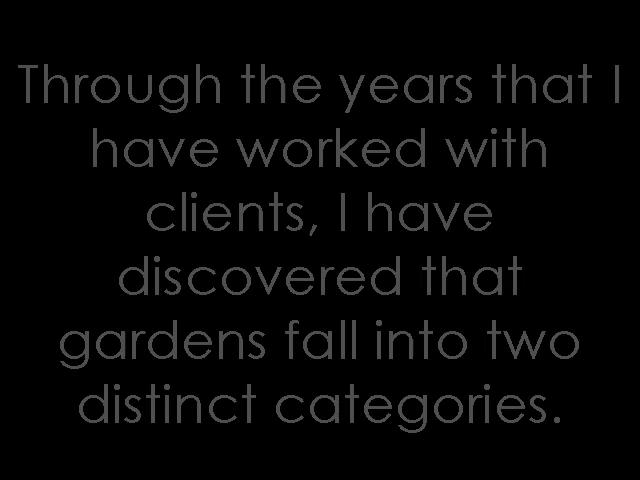 Through the years that I
have worked with
clients, I have
discovered that
gardens fall into two
distinct categories.